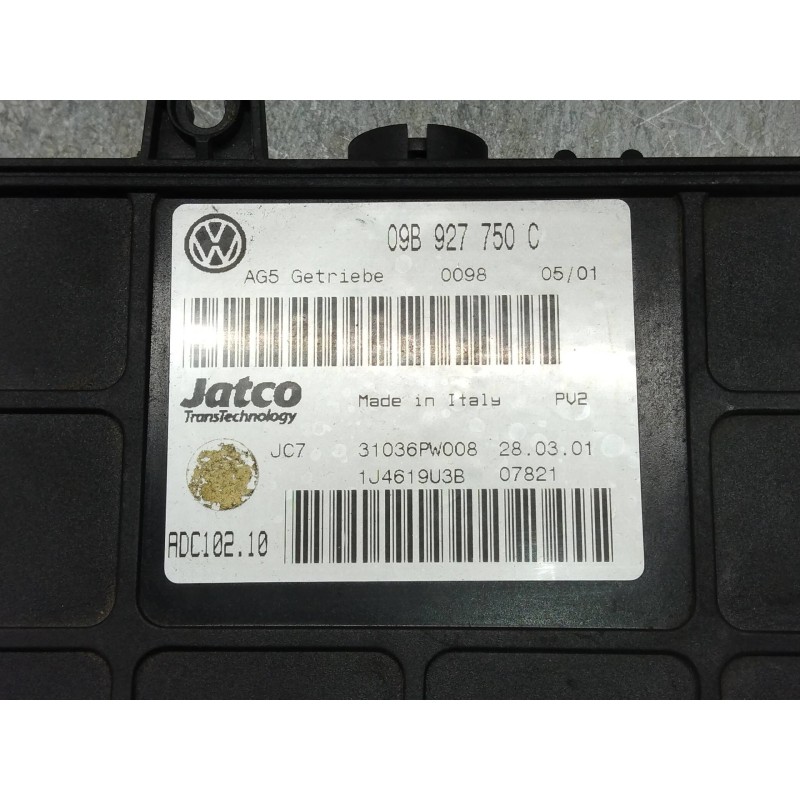 09B 927 750 C
AG5 Getriebe 0098 05/01
Jatco Made in Italy PV2
TransTechnology
JC7 31036PW008 28.03.01
1J4619U3B 07821
ADC102.10